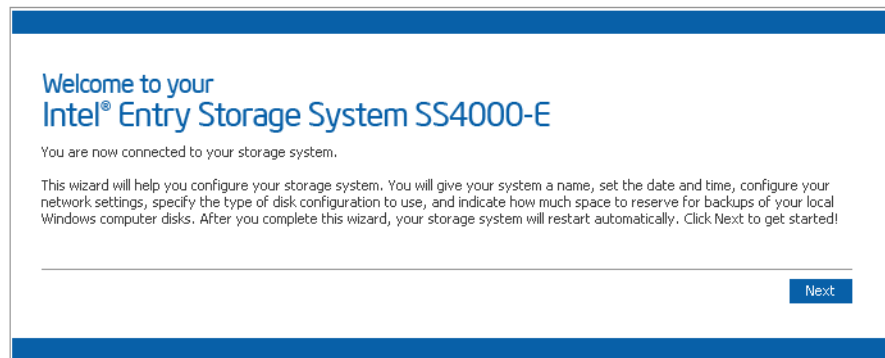 Welcome to your
Intel® Entry Storage System SS4000-E
You are now connected to your storage system.
This wizard will help you configure your storage system. You will give your system a name, set the date and time, configure your
network settings, specify the type of disk configuration to use, and indicate how much space to reserve for backups of your local
Windows computer disks. After you complete this wizard, your storage system will restart automatically. Click Next to get started!
Next